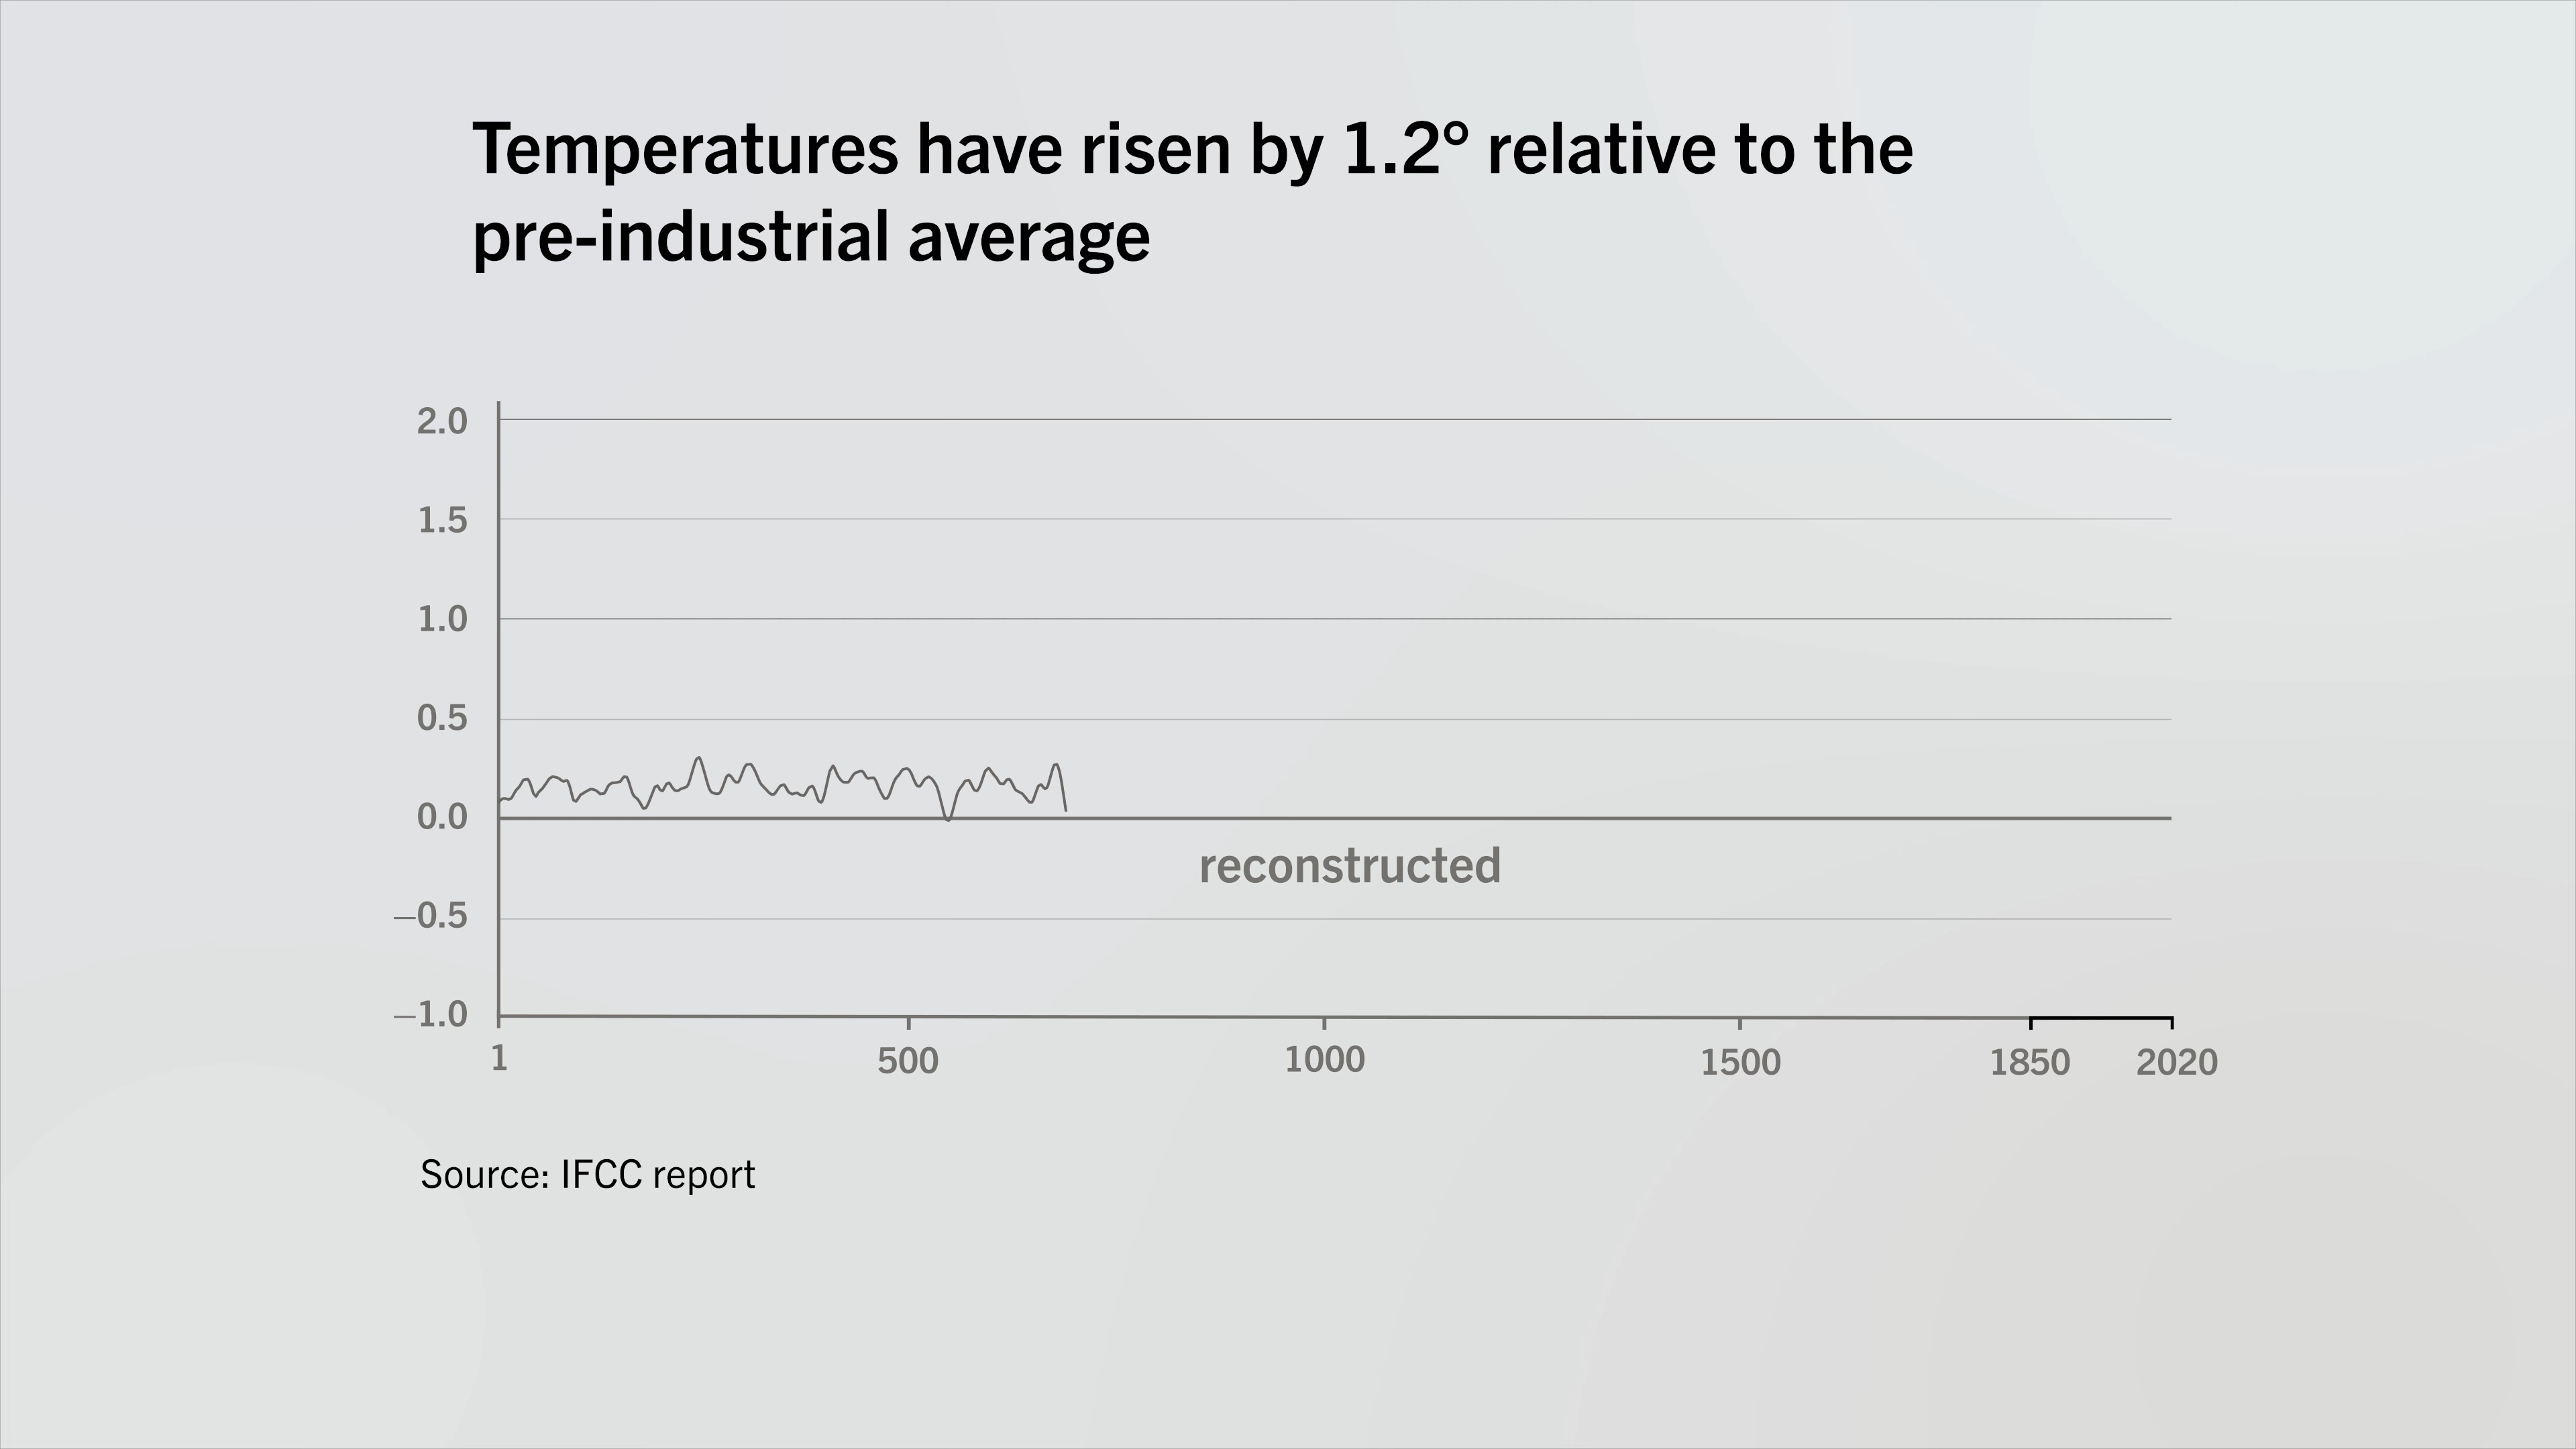 Temperatures have risen by 1.2º relative to the
pre-industrial average
2.0
1.5
1.0
0.5
0.0
reconstructed
–0.5
–1.0
1 500 1000 1500 1850 2020
Source: IFCC report